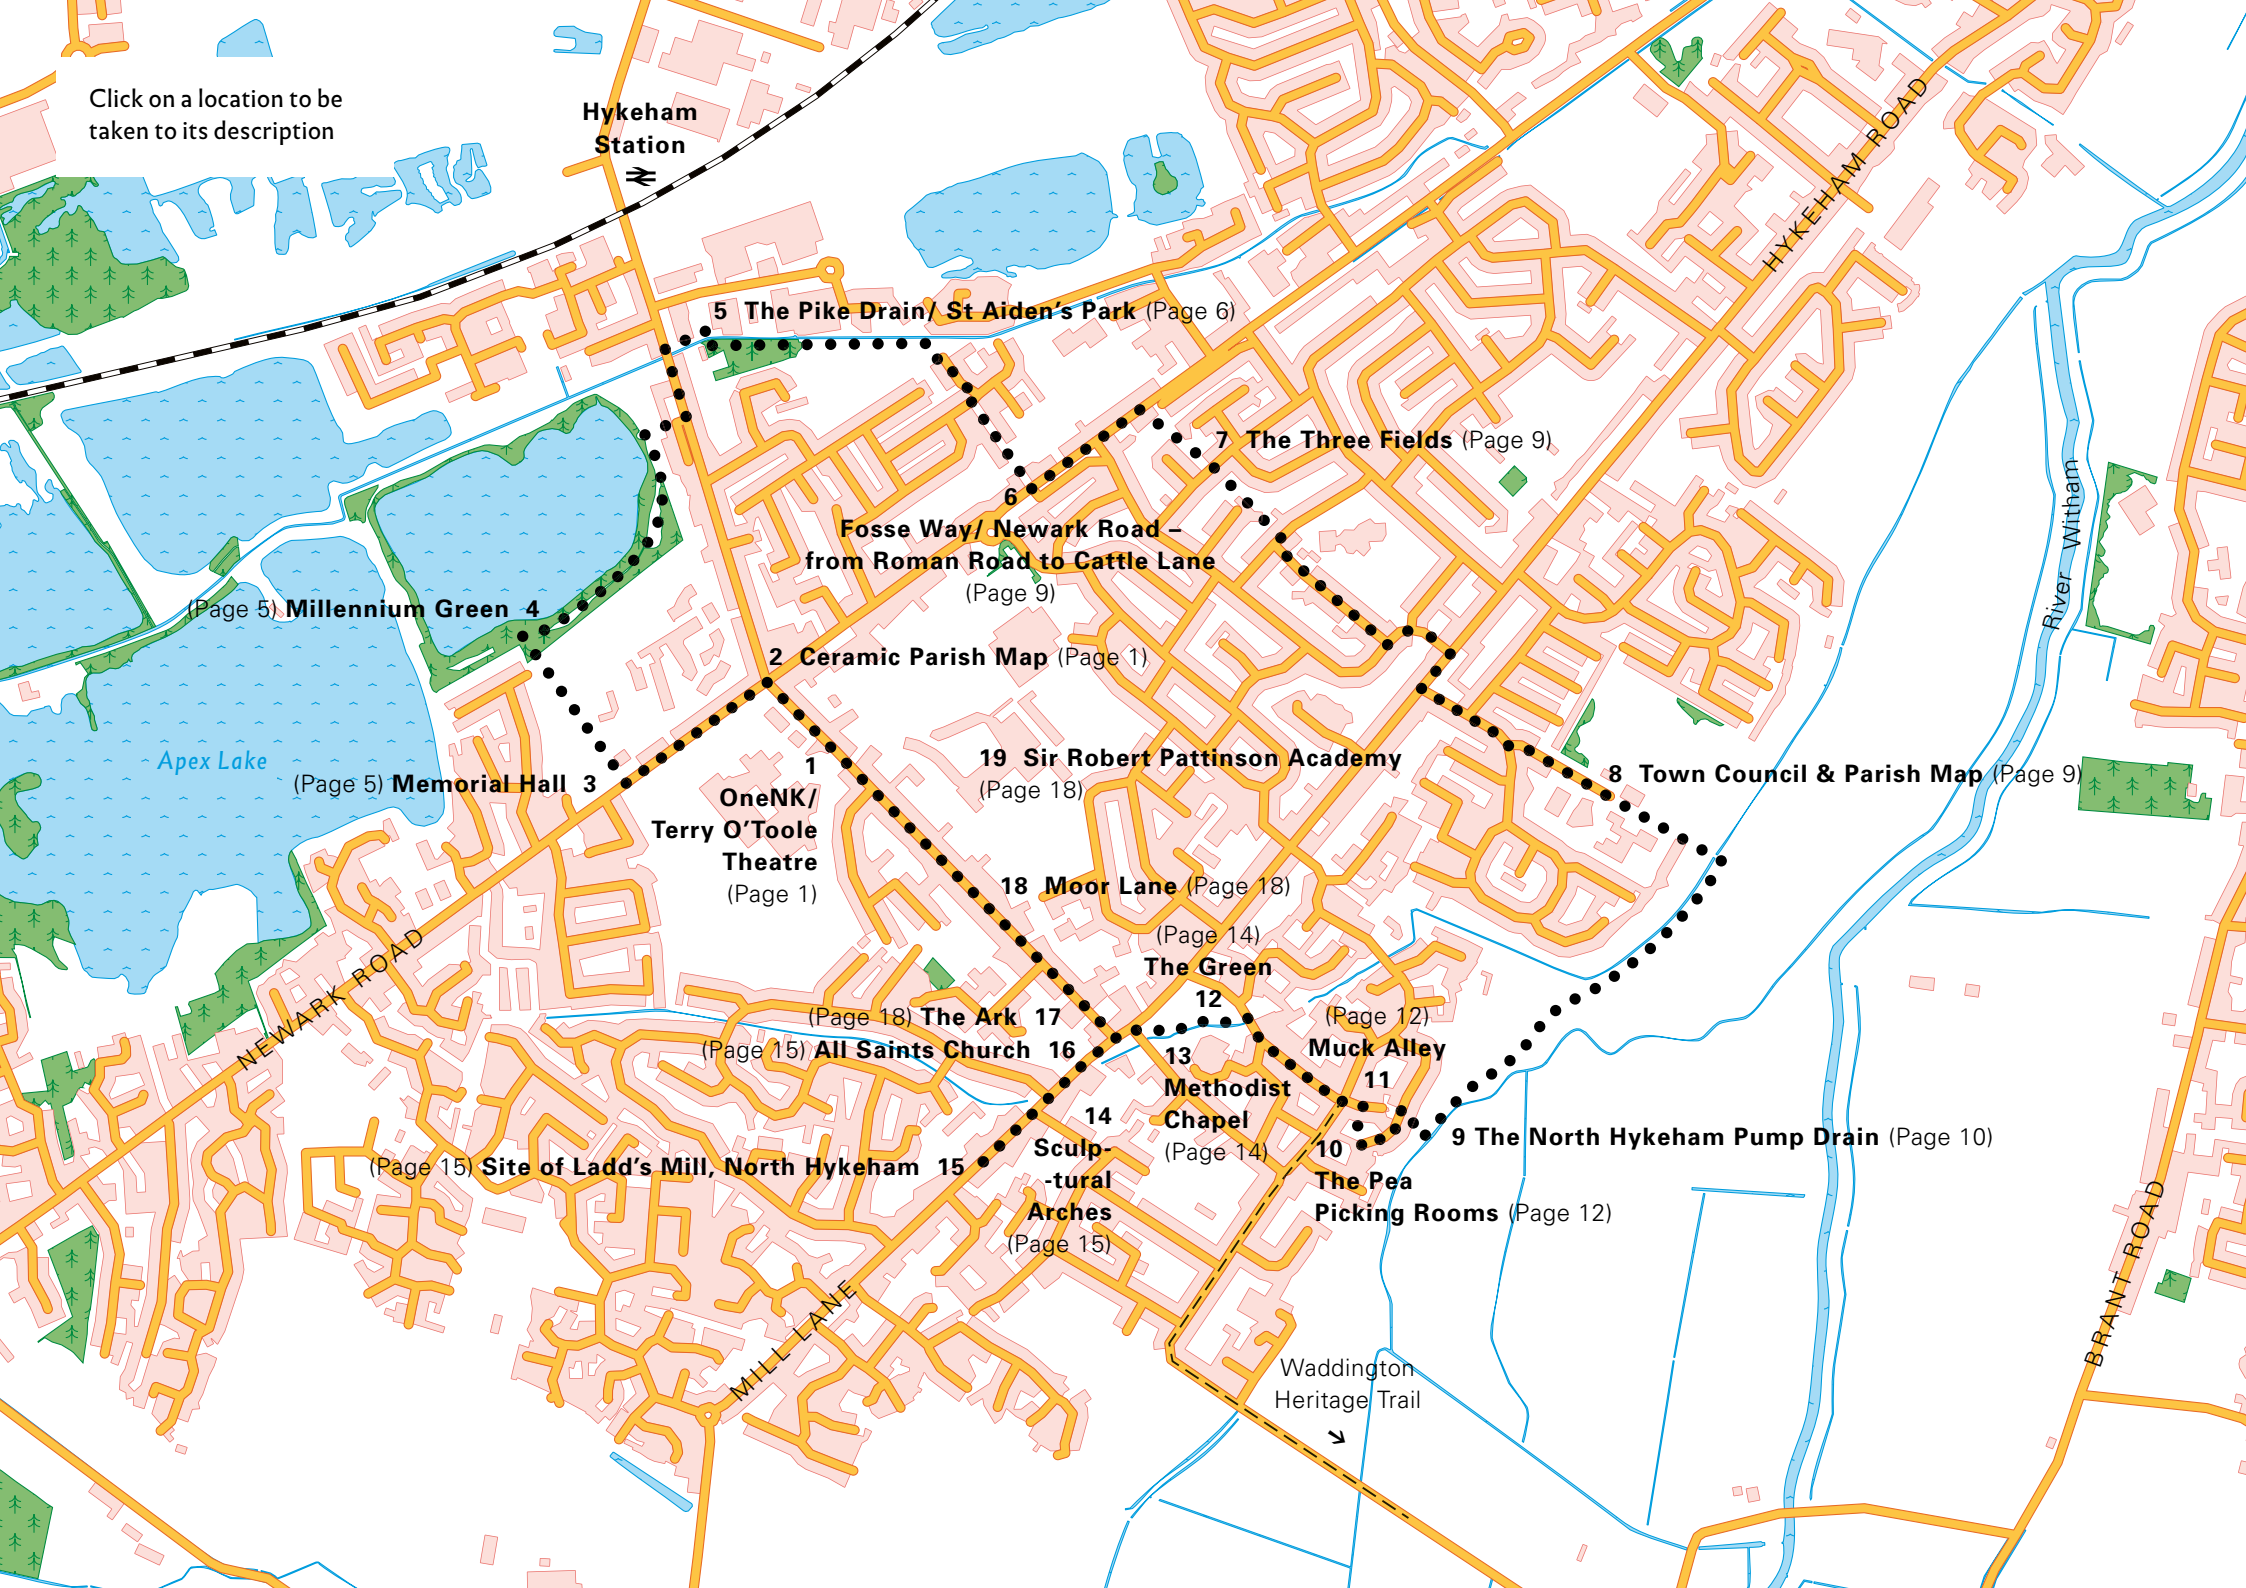 Click on a location to be
taken to its description
Hykeham
Station
HYKEHAM ROAD
5 The Pike Drain/ St Aiden's Park (Page 6)
7 The Three Fields (Page 9)
6
Fosse Way/ Newark Road –
from Roman Road to Cattle Lane
(Page 9)
River Witham
(Page 5) Millennium Green 4
2 Ceramic Parish Map (Page 1)
Apex Lake
(Page 5) Memorial Hall 3
1
OneNK/
Terry O'Toole
Theatre
(Page 1)
19 Sir Robert Pattinson Academy
(Page 18)
8 Town Council & Parish Map (Page 9)
18 Moor Lane (Page 18)
(Page 14)
The Green
12
NEWARK ROAD
(Page 18) The Ark 17
(Page 15) All Saints Church 16
(Page 12)
Muck Alley
11
13
Methodist
Chapel
(Page 14)
14
Sculp-
-tural
Arches
(Page 15)
9 The North Hykeham Pump Drain (Page 10)
10
The Pea
Picking Rooms (Page 12)
(Page 15) Site of Ladd's Mill, North Hykeham 15
MILL LANE
BRANT ROAD
Waddington
Heritage Trail